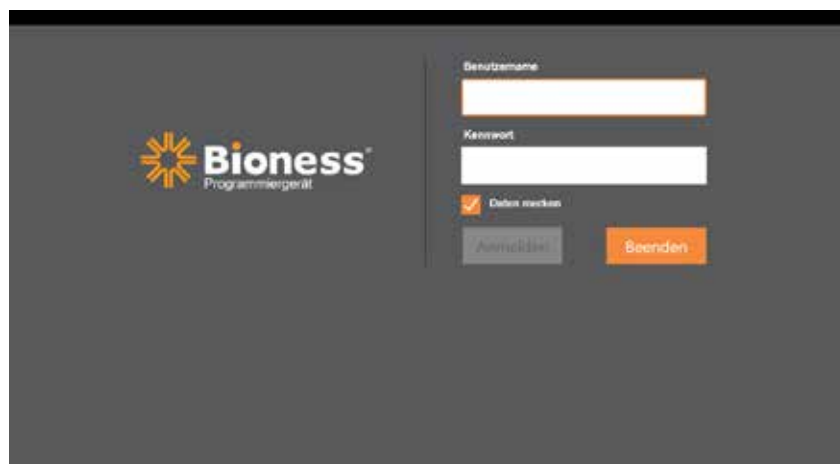 Bioness®
Programmiergerät
Benutzername
Kennwort
Daten merken
Anmelden
Beenden